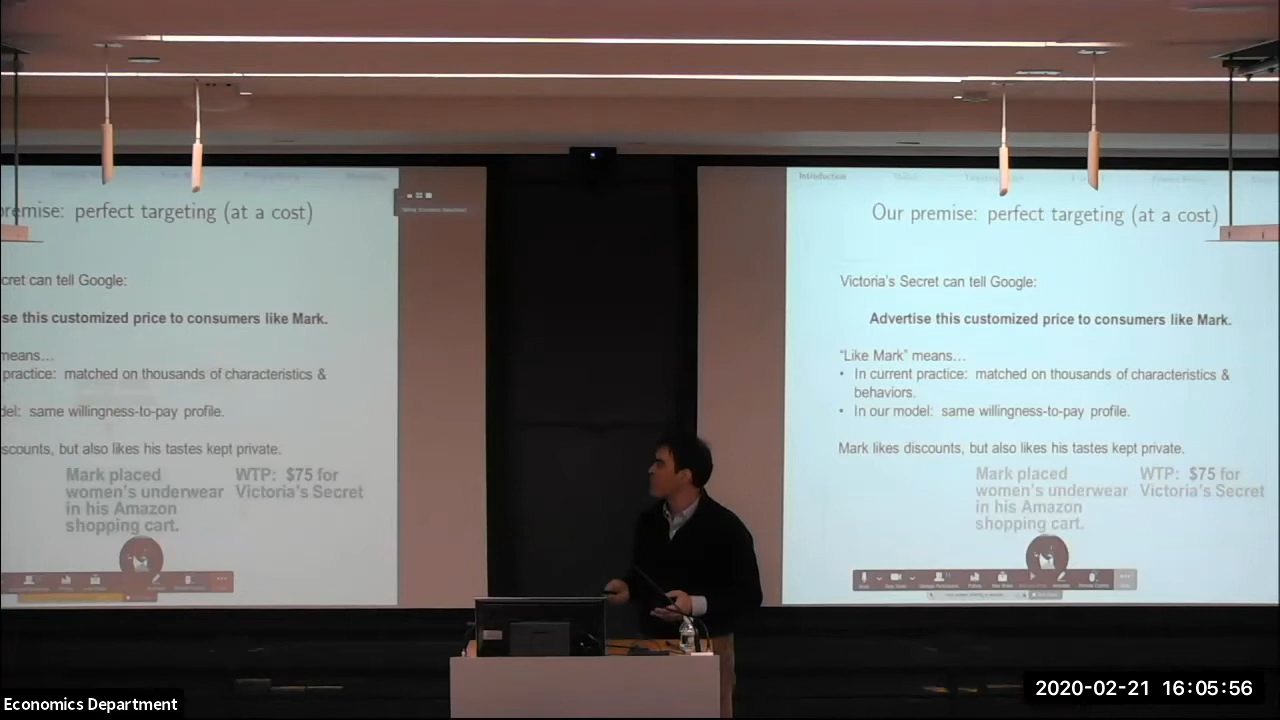 remise: perfect targeting (at a cost)
cret can tell Google:
se this customized price to consumers like Mark.
means…
practice: matched on thousands of characteristics &
del: same willingness-to-pay profile.
scounts, but also likes his tastes kept private.
Mark placed
women's underwear
in his Amazon
shopping cart.
WTP: $75 for
Victoria's Secret
Introduction
Our premise: perfect targeting (at a cost)
Victoria's Secret can tell Google:
Advertise this customized price to consumers like Mark.
“Like Mark” means…
• In current practice: matched on thousands of characteristics &
behaviors.
• In our model: same willingness-to-pay profile.
Mark likes discounts, but also likes his tastes kept private.
Mark placed
women's underwear
in his Amazon
shopping cart.
WTP: $75 for
Victoria's Secret
Economics Department
2020-02-21 16:05:56